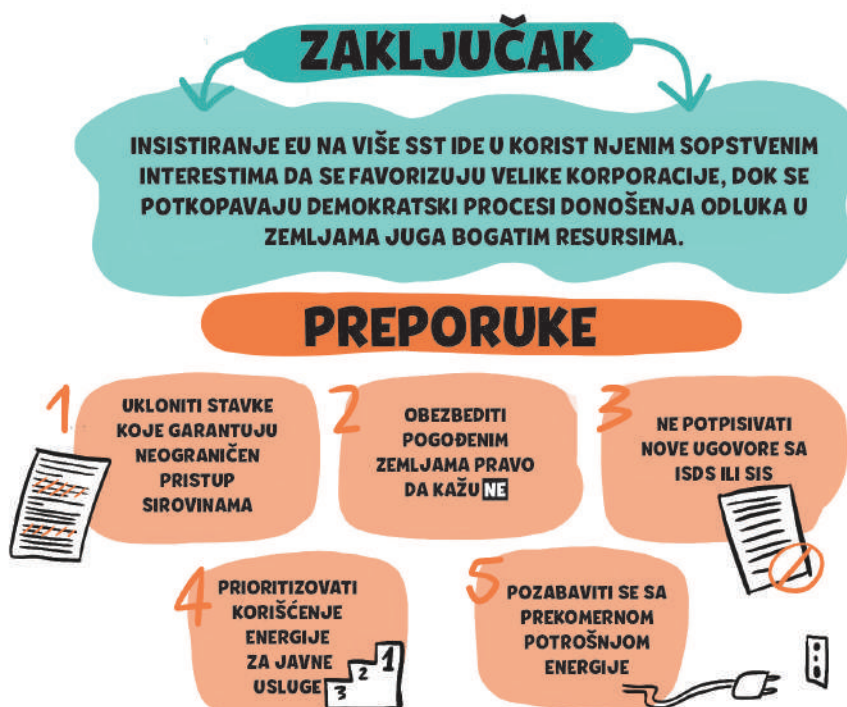 ZAKLJUČAK
INSISTIRANJE EU NA VIŠE SST IDE U KORIST NJENIM SOPSTVENIM
INTERESTIMA DA SE FAVORIZUJU VELIKE KORPORACIJE, DOK SE
POTKOPAVAJU DEMOKRATSKI PROCESI DONOŠENJA ODLUKA U
ZEMLJAMA JUGA BOGATIM RESURSIMA.
PREPORUKE
1
UKLONITI STAVKE
KOJE GARANTUJU
NEOGRANIČEN
PRISTUP
SIROVINAMA
2
OBEZBEDITI
POGOĐENIM
ZEMLJAMA PRAVO
DA KAŽU NE
3
NE POTPISIVATI
NOVE UGOVORE SA
ISDS ILI SIS
4
PRIORITIZOVATI
KORIŠĆENJE
ENERGIJE
ZA JAVNE
USLUGE
1
2
3
5
POZABAVITI SE SA
PREKOMERNOM
POTROŠNJOM
ENERGIJE